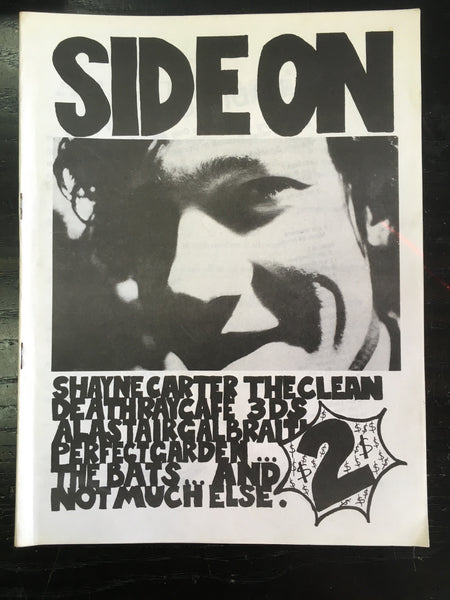 SIDE ON
SHAYNE CARTER THE CLEAN
DEATHRAY CAFE 3DS
ALASTAIR GALBRAITH
PERFECT GARDEN ...
THE BATS ... AND
NOT MUCH ELSE.
$2